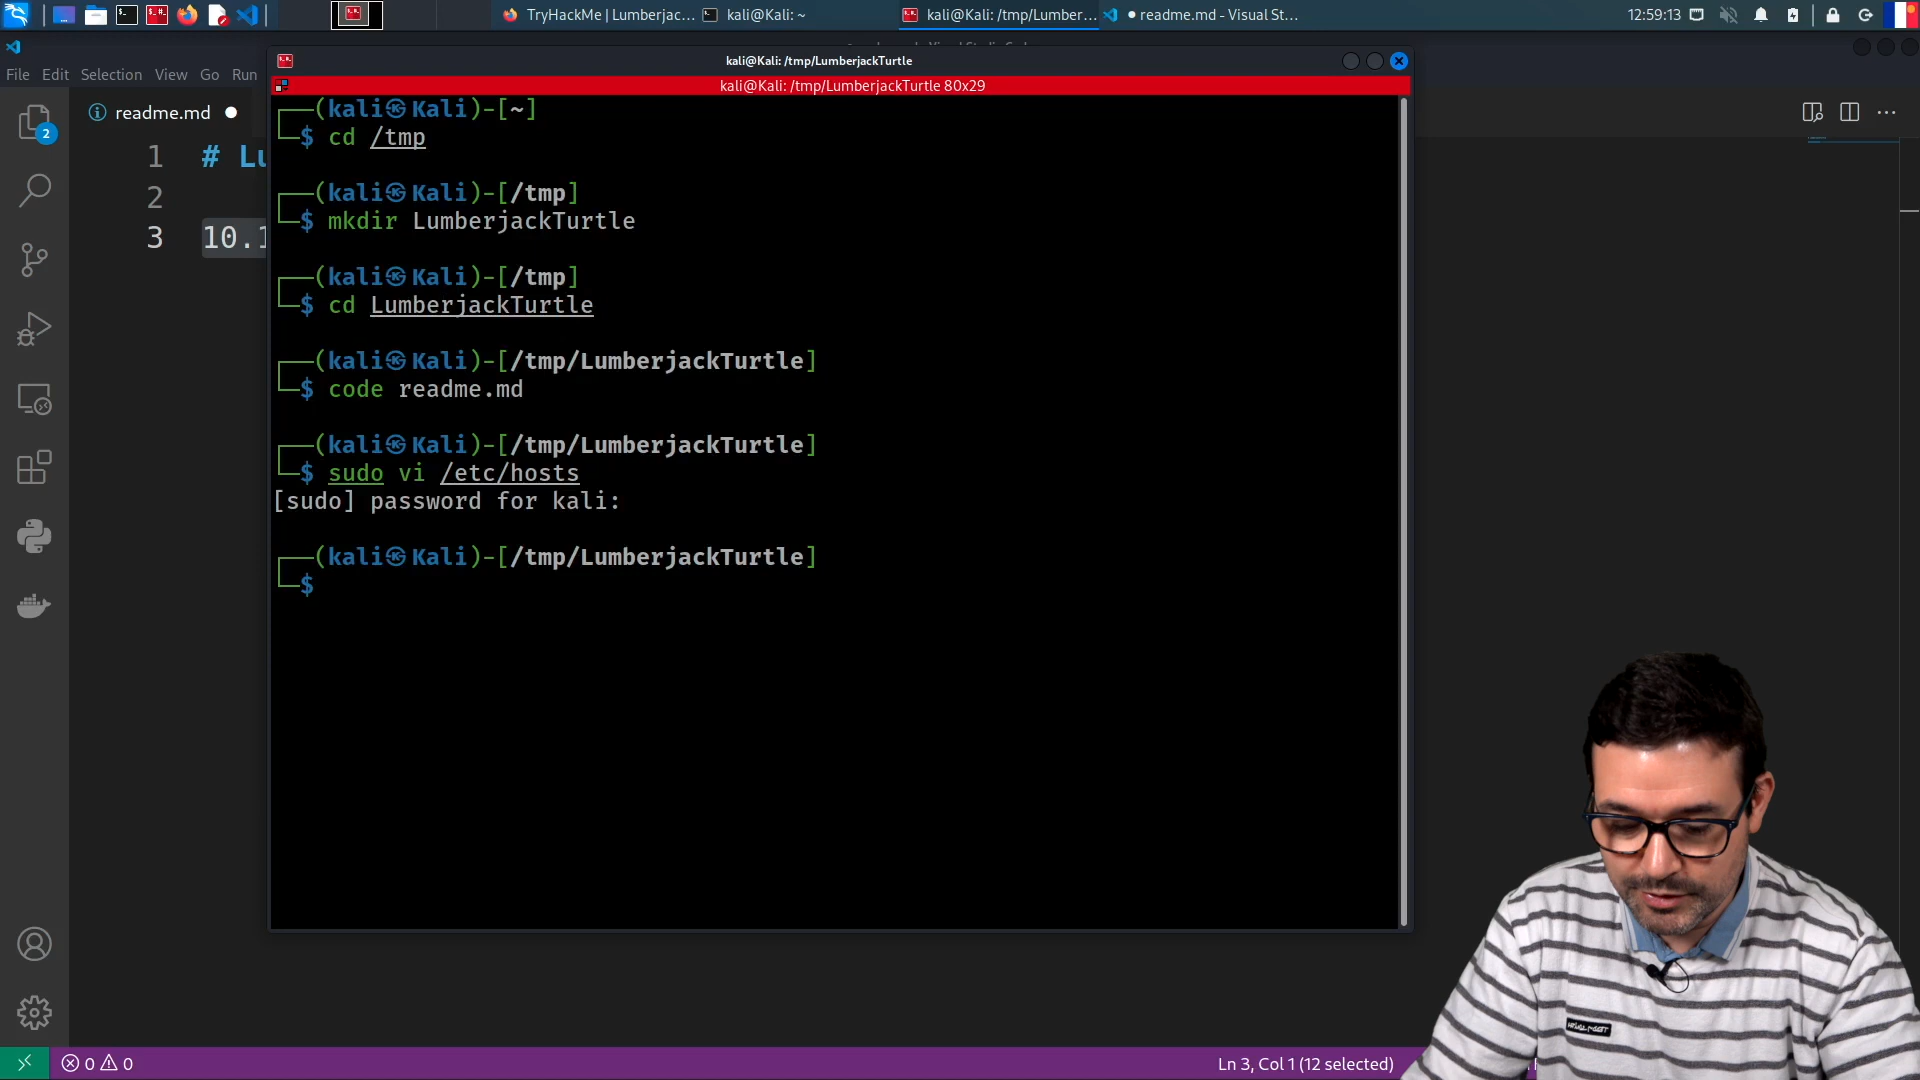 TryHackMe | Lumberjac...
kali@Kali: ~
kali@Kali: /tmp/Lumber...
readme.md - Visual St...
12:59:13
File Edit Selection View Go Run
kali@Kali: /tmp/LumberjackTurtle
kali@Kali: /tmp/LumberjackTurtle 80x29
readme.md
2
1 # Lu
2
3 10.1
(kali㉿Kali)-[~]
$ cd /tmp
(kali㉿Kali)-[/tmp]
$ mkdir LumberjackTurtle
(kali㉿Kali)-[/tmp]
$ cd LumberjackTurtle
(kali㉿Kali)-[/tmp/LumberjackTurtle]
$ code readme.md
(kali㉿Kali)-[/tmp/LumberjackTurtle]
$ sudo vi /etc/hosts
[sudo] password for kali:
(kali㉿Kali)-[/tmp/LumberjackTurtle]
$
0 0
Ln 3, Col 1 (12 selected)